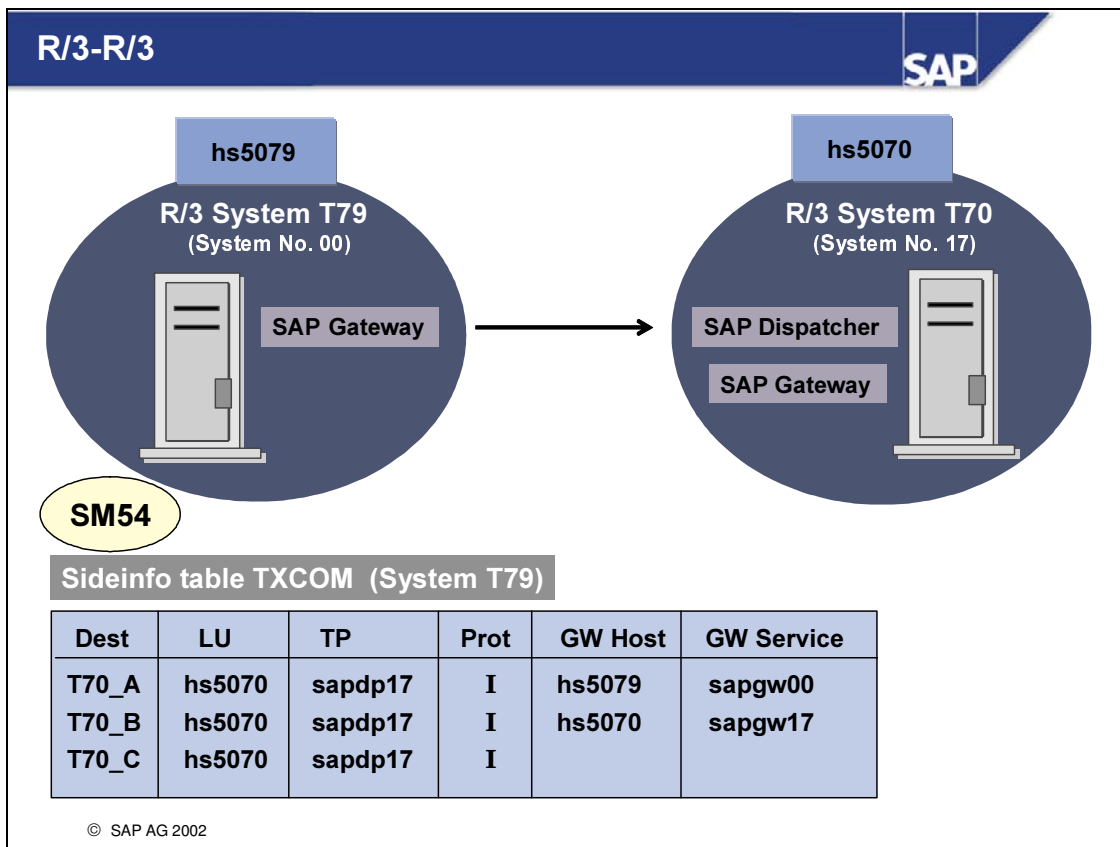 R/3-R/3
SAP
hs5079
hs5070
R/3 System T79
(System No. 00)
R/3 System T70
(System No. 17)
SAP Gateway
SAP Dispatcher
SAP Gateway
SM54
Sideinfo table TXCOM (System T79)
Dest LU TP Prot GW Host GW Service
T70_A hs5070 sapdp17 I hs5079 sapgw00
T70_B hs5070 sapdp17 I hs5070 sapgw17
T70_C hs5070 sapdp17 I
© SAP AG 2002